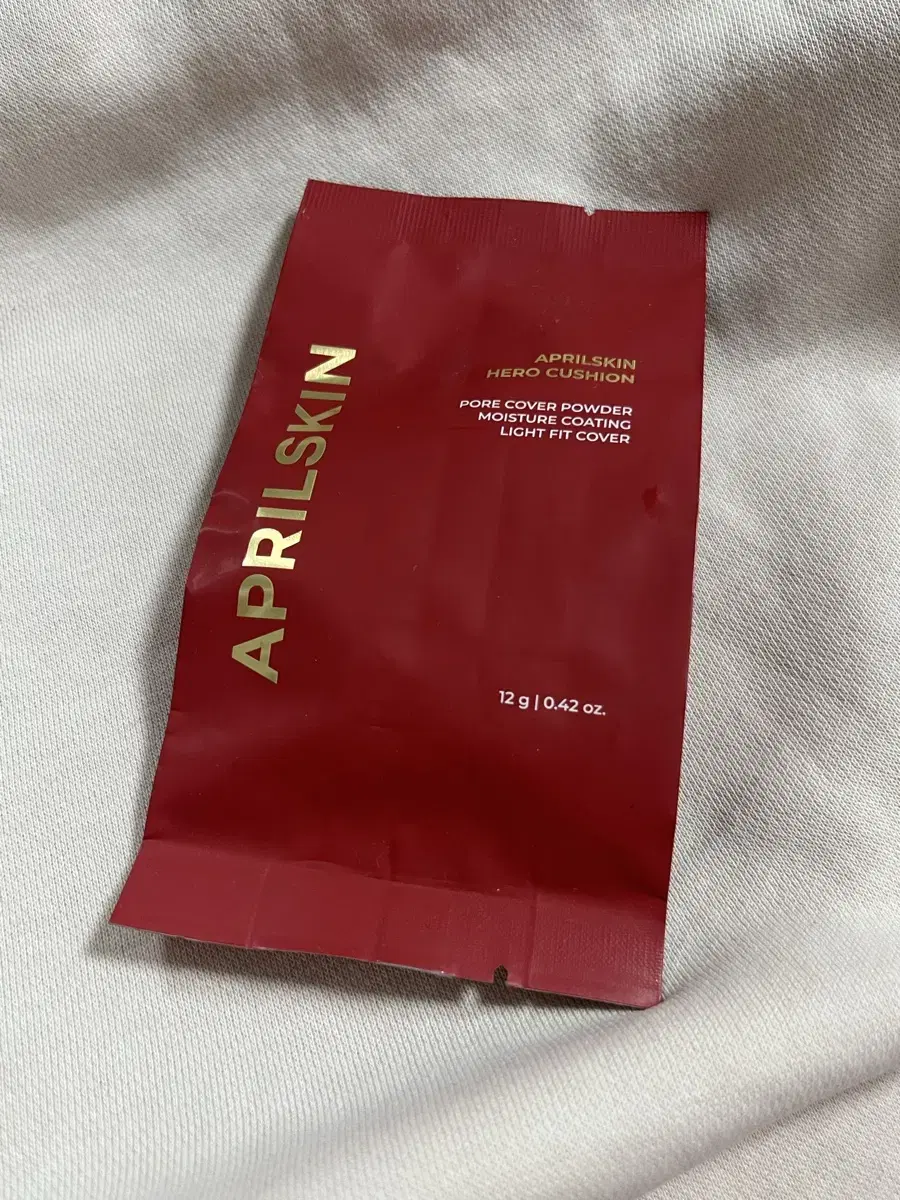 APRILSKIN
APRILSKIN
HERO CUSHION
PORE COVER POWDER
MOISTURE COATING
LIGHT FIT COVER
12 g | 0.42 oz.